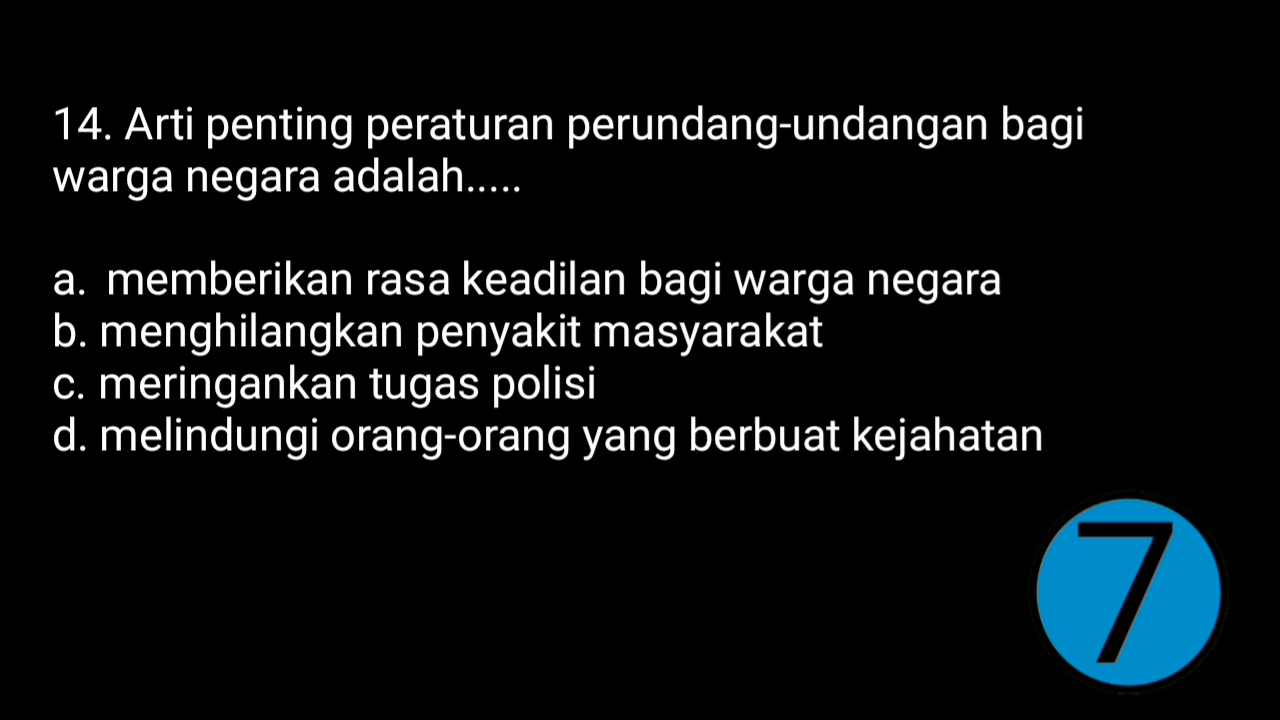 14. Arti penting peraturan perundang-undangan bagi
warga negara adalah.....
a. memberikan rasa keadilan bagi warga negara
b. menghilangkan penyakit masyarakat
c. meringankan tugas polisi
d. melindungi orang-orang yang berbuat kejahatan
7